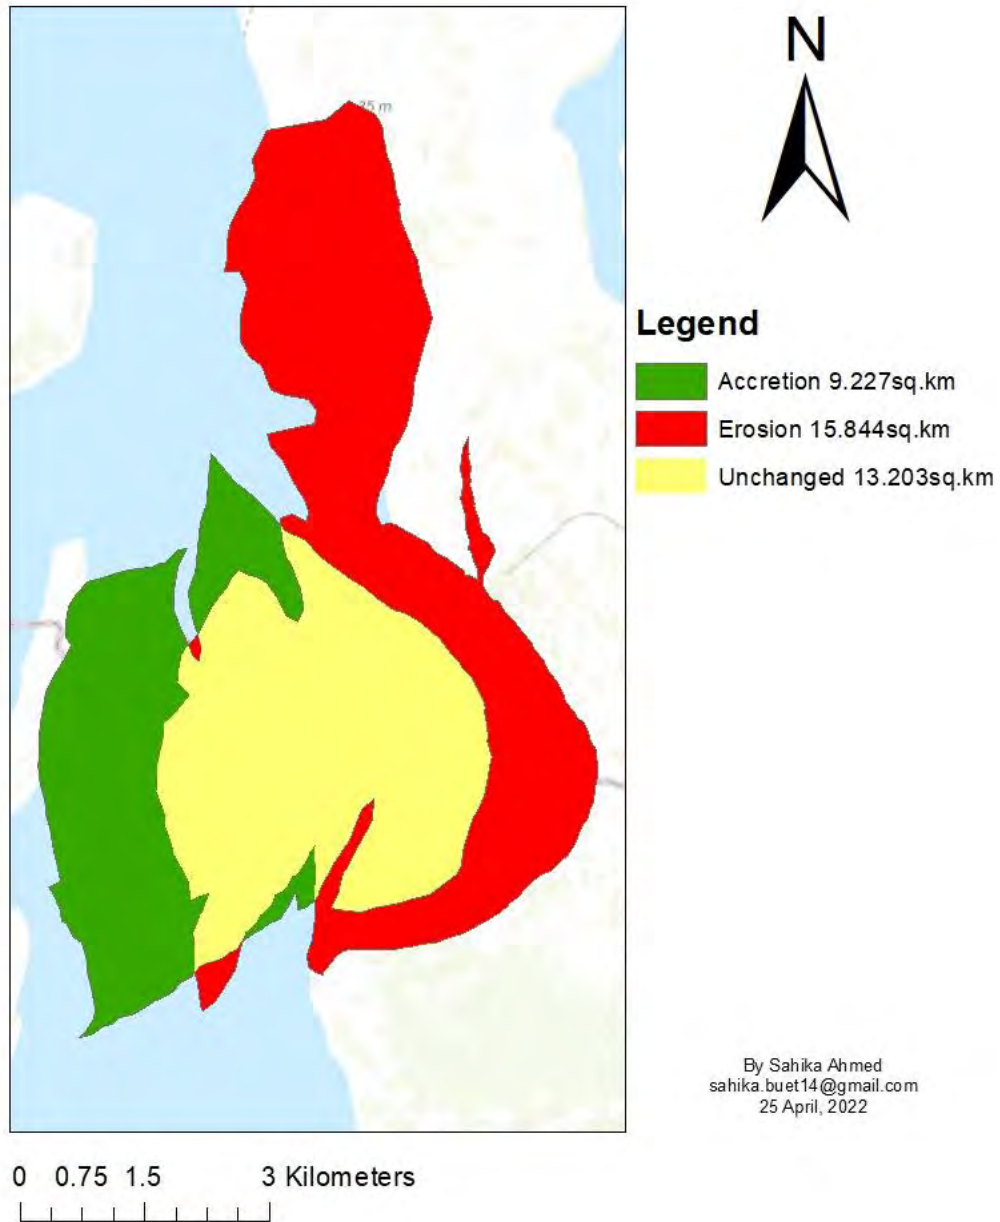 35 m
N
Legend
Accretion 9.227sq.km
Erosion 15.844sq.km
Unchanged 13.203sq.km
By Sahika Ahmed
sahika.buet14@gmail.com
25 April, 2022
0 0.75 1.5 3 Kilometers